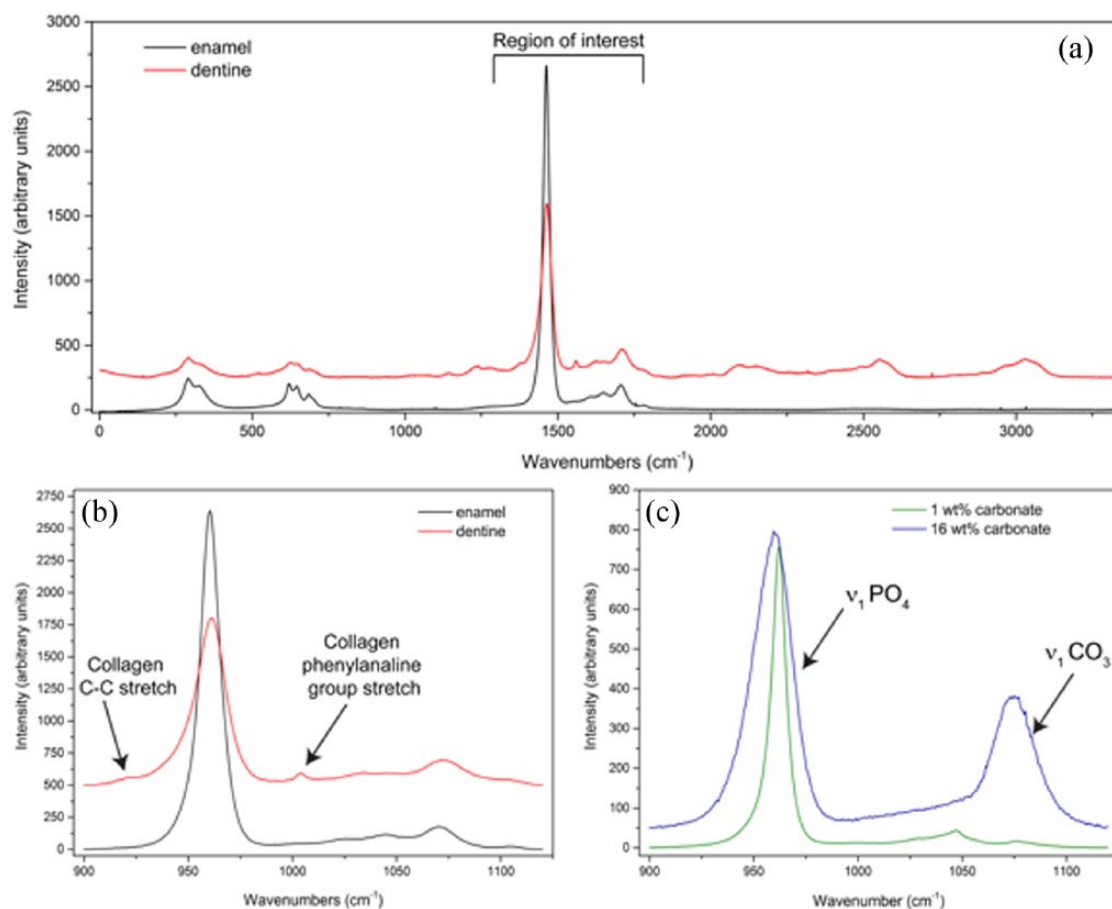 (a)
Region of interest
enamel
dentine
3000
2500
2000
1500
1000
500
0
Intensity (arbitrary units)
0 500 1000 1500 2000 2500 3000
Wavenumbers (cm-1)
(b)
enamel
dentine
2750
2500
2250
2000
1750
1500
1250
1000
750
500
250
0
Intensity (arbitrary units)
Collagen
C-C stretch
Collagen
phenylanaline
group stretch
900 950 1000 1050 1100
Wavenumbers (cm-1)
(c)
1 wt% carbonate
16 wt% carbonate
900
800
700
600
500
400
300
200
100
0
Intensity (arbitrary units)
ν1 PO4
ν1 CO3
900 950 1000 1050 1100
Wavenumber (cm-1)